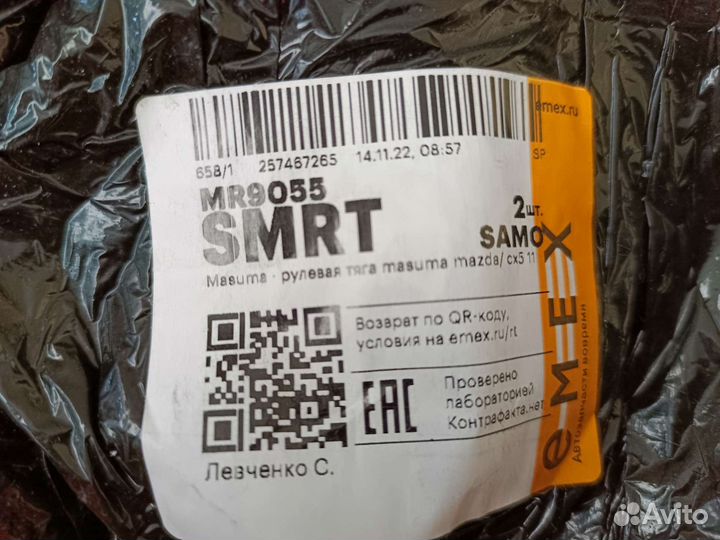 emex.ru
658/1 257467265 14.11.22, 08:57 SP
MR9055
SMRT
2шт.
SAMO
Masuma - рулевая тяга masuma mazda/ cx5 11
Возврат по QR-коду,
условия на emex.ru/rt
EAC
Проверено
лабораторией
Контрафакта.нет
Левченко С.
emex
Автозапчасти вовремя
Avito